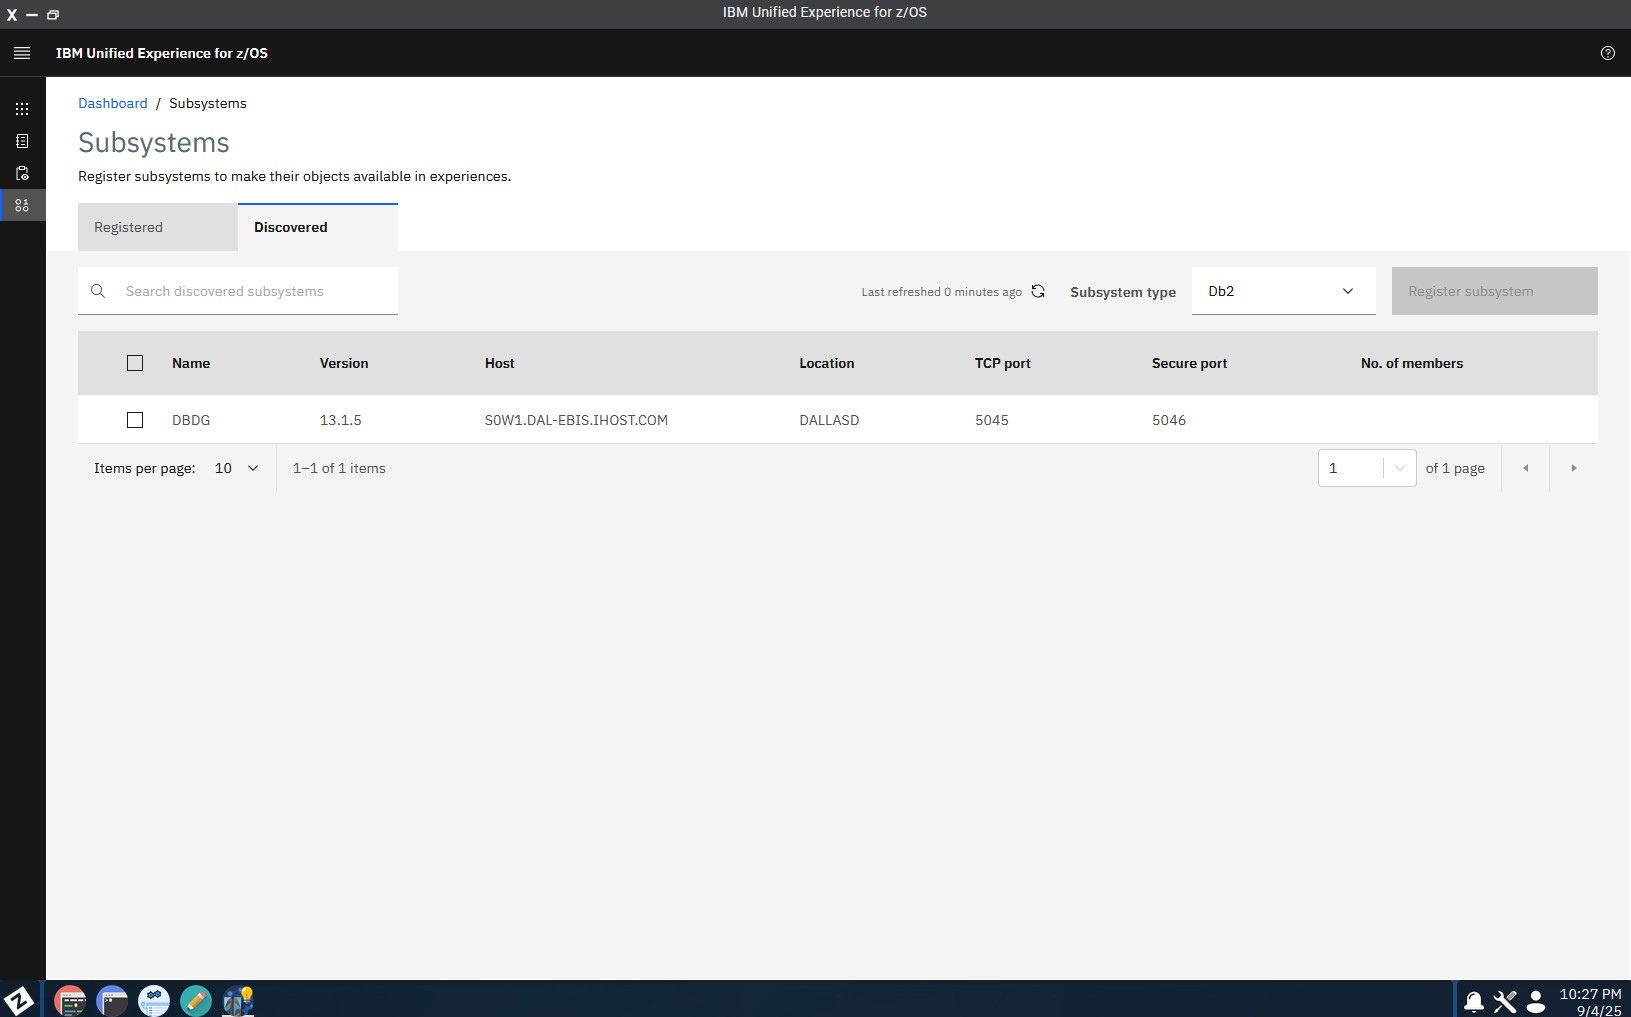 X
IBM Unified Experience for z/OS
IBM Unified Experience for z/OS
Dashboard / Subsystems
Subsystems
Register subsystems to make their objects available in experiences.
Registered Discovered
Search discovered subsystems Last refreshed 0 minutes ago Subsystem type Db2 Register subsystem
Name Version Host Location TCP port Secure port No. of members
DBDG 13.1.5 S0W1.DAL-EBIS.IHOST.COM DALLASD 5045 5046
Items per page: 10 1–1 of 1 items 1 of 1 page
10:27 PM
9/4/25